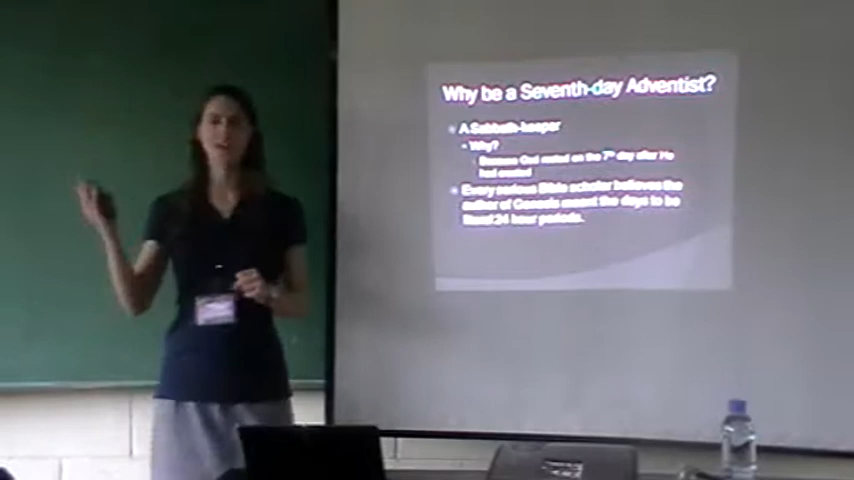 Why be a Seventh-day Adventist?
A Sabbath-keeper
Why?
Because God rested on the 7th day after He
had created
Every serious Bible scholar believes the
author of Genesis meant the days to be
literal 24 hour periods.